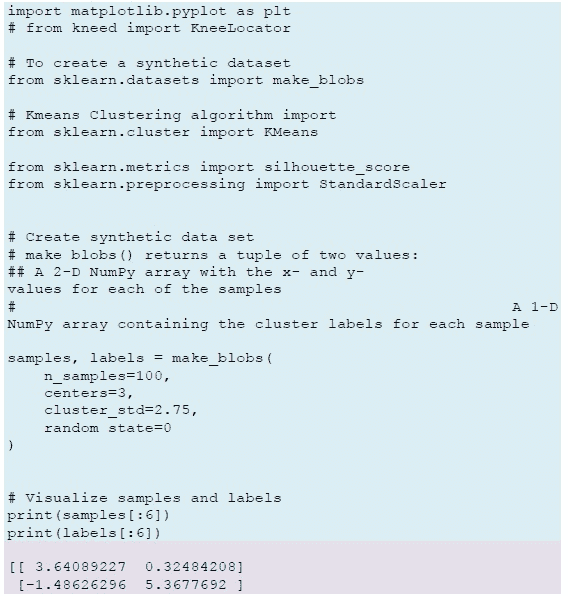 import matplotlib.pyplot as plt
# from kneed import KneeLocator
# To create a synthetic dataset
from sklearn.datasets import make_blobs
# Kmeans Clustering algorithm import
from sklearn.cluster import KMeans
from sklearn.metrics import silhouette_score
from sklearn.preprocessing import StandardScaler
# Create synthetic data set
# make blobs() returns a tuple of two values:
## A 2-D NumPy array with the x- and y-
values for each of the samples
# A 1-D
NumPy array containing the cluster labels for each sample
samples, labels = make_blobs(
    n_samples=100,
    centers=3,
    cluster_std=2.75,
    random state=0
)
# Visualize samples and labels
print(samples[:6])
print(labels[:6])
[[ 3.64089227  0.32484208]
 [-1.48626296  5.3677692 ]